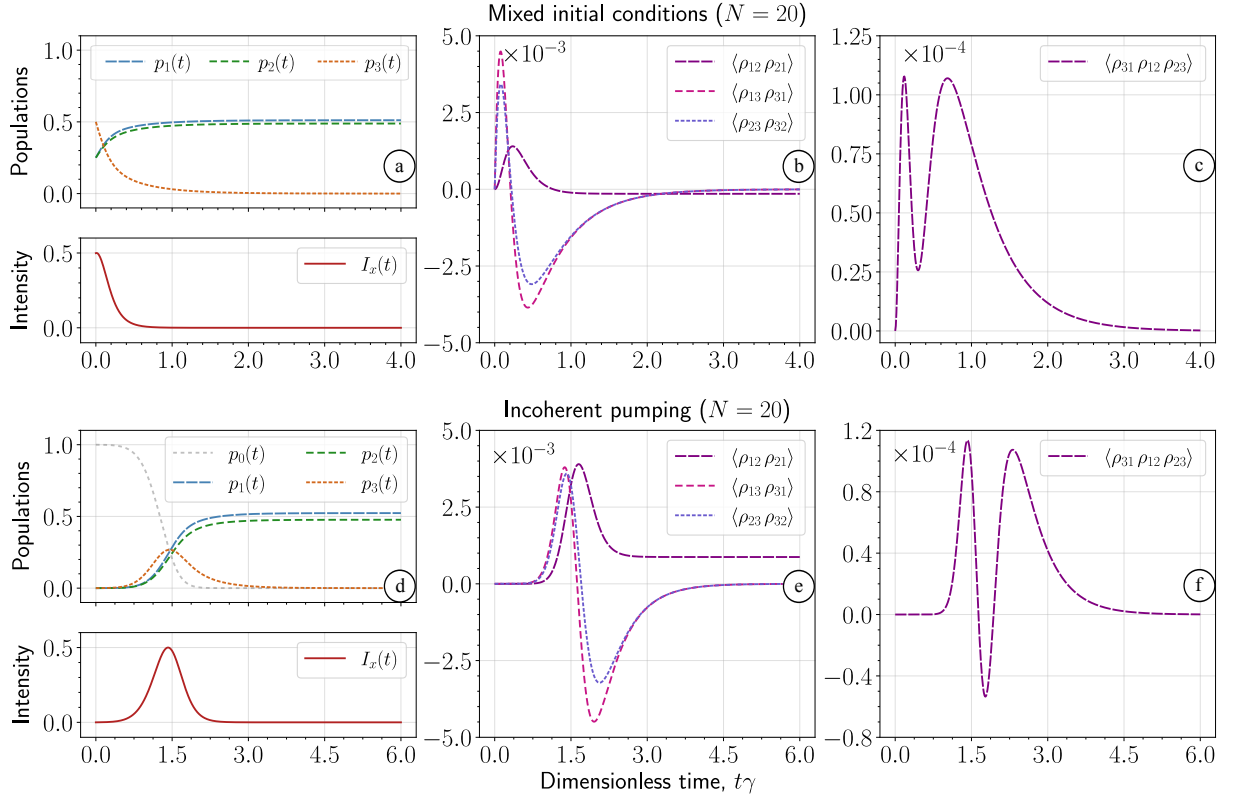 Mixed initial conditions (N = 20)
Populations
1.0
0.5
0.0
p₁(t) p₂(t) p₃(t)
a
Intensity
0.5
0.0
I_x(t)
0.0 1.0 2.0 3.0 4.0
5.0
2.5
0.0
−2.5
−5.0
×10⁻³
⟨ρ₁₂ ρ₂₁⟩
⟨ρ₁₃ ρ₃₁⟩
⟨ρ₂₃ ρ₃₂⟩
b
0.0 1.0 2.0 3.0 4.0
1.25
1.00
0.75
0.50
0.25
0.00
×10⁻⁴
⟨ρ₃₁ ρ₁₂ ρ₂₃⟩
c
0.0 1.0 2.0 3.0 4.0
Incoherent pumping (N = 20)
Populations
1.0
0.5
0.0
p₀(t) p₂(t)
p₁(t) p₃(t)
d
Intensity
0.5
0.0
I_x(t)
0.0 1.5 3.0 4.5 6.0
5.0
2.5
0.0
−2.5
−5.0
×10⁻³
⟨ρ₁₂ ρ₂₁⟩
⟨ρ₁₃ ρ₃₁⟩
⟨ρ₂₃ ρ₃₂⟩
e
0.0 1.5 3.0 4.5 6.0
1.2
0.8
0.4
0.0
−0.4
−0.8
×10⁻⁴
⟨ρ₃₁ ρ₁₂ ρ₂₃⟩
f
0.0 1.5 3.0 4.5 6.0
Dimensionless time, tγ